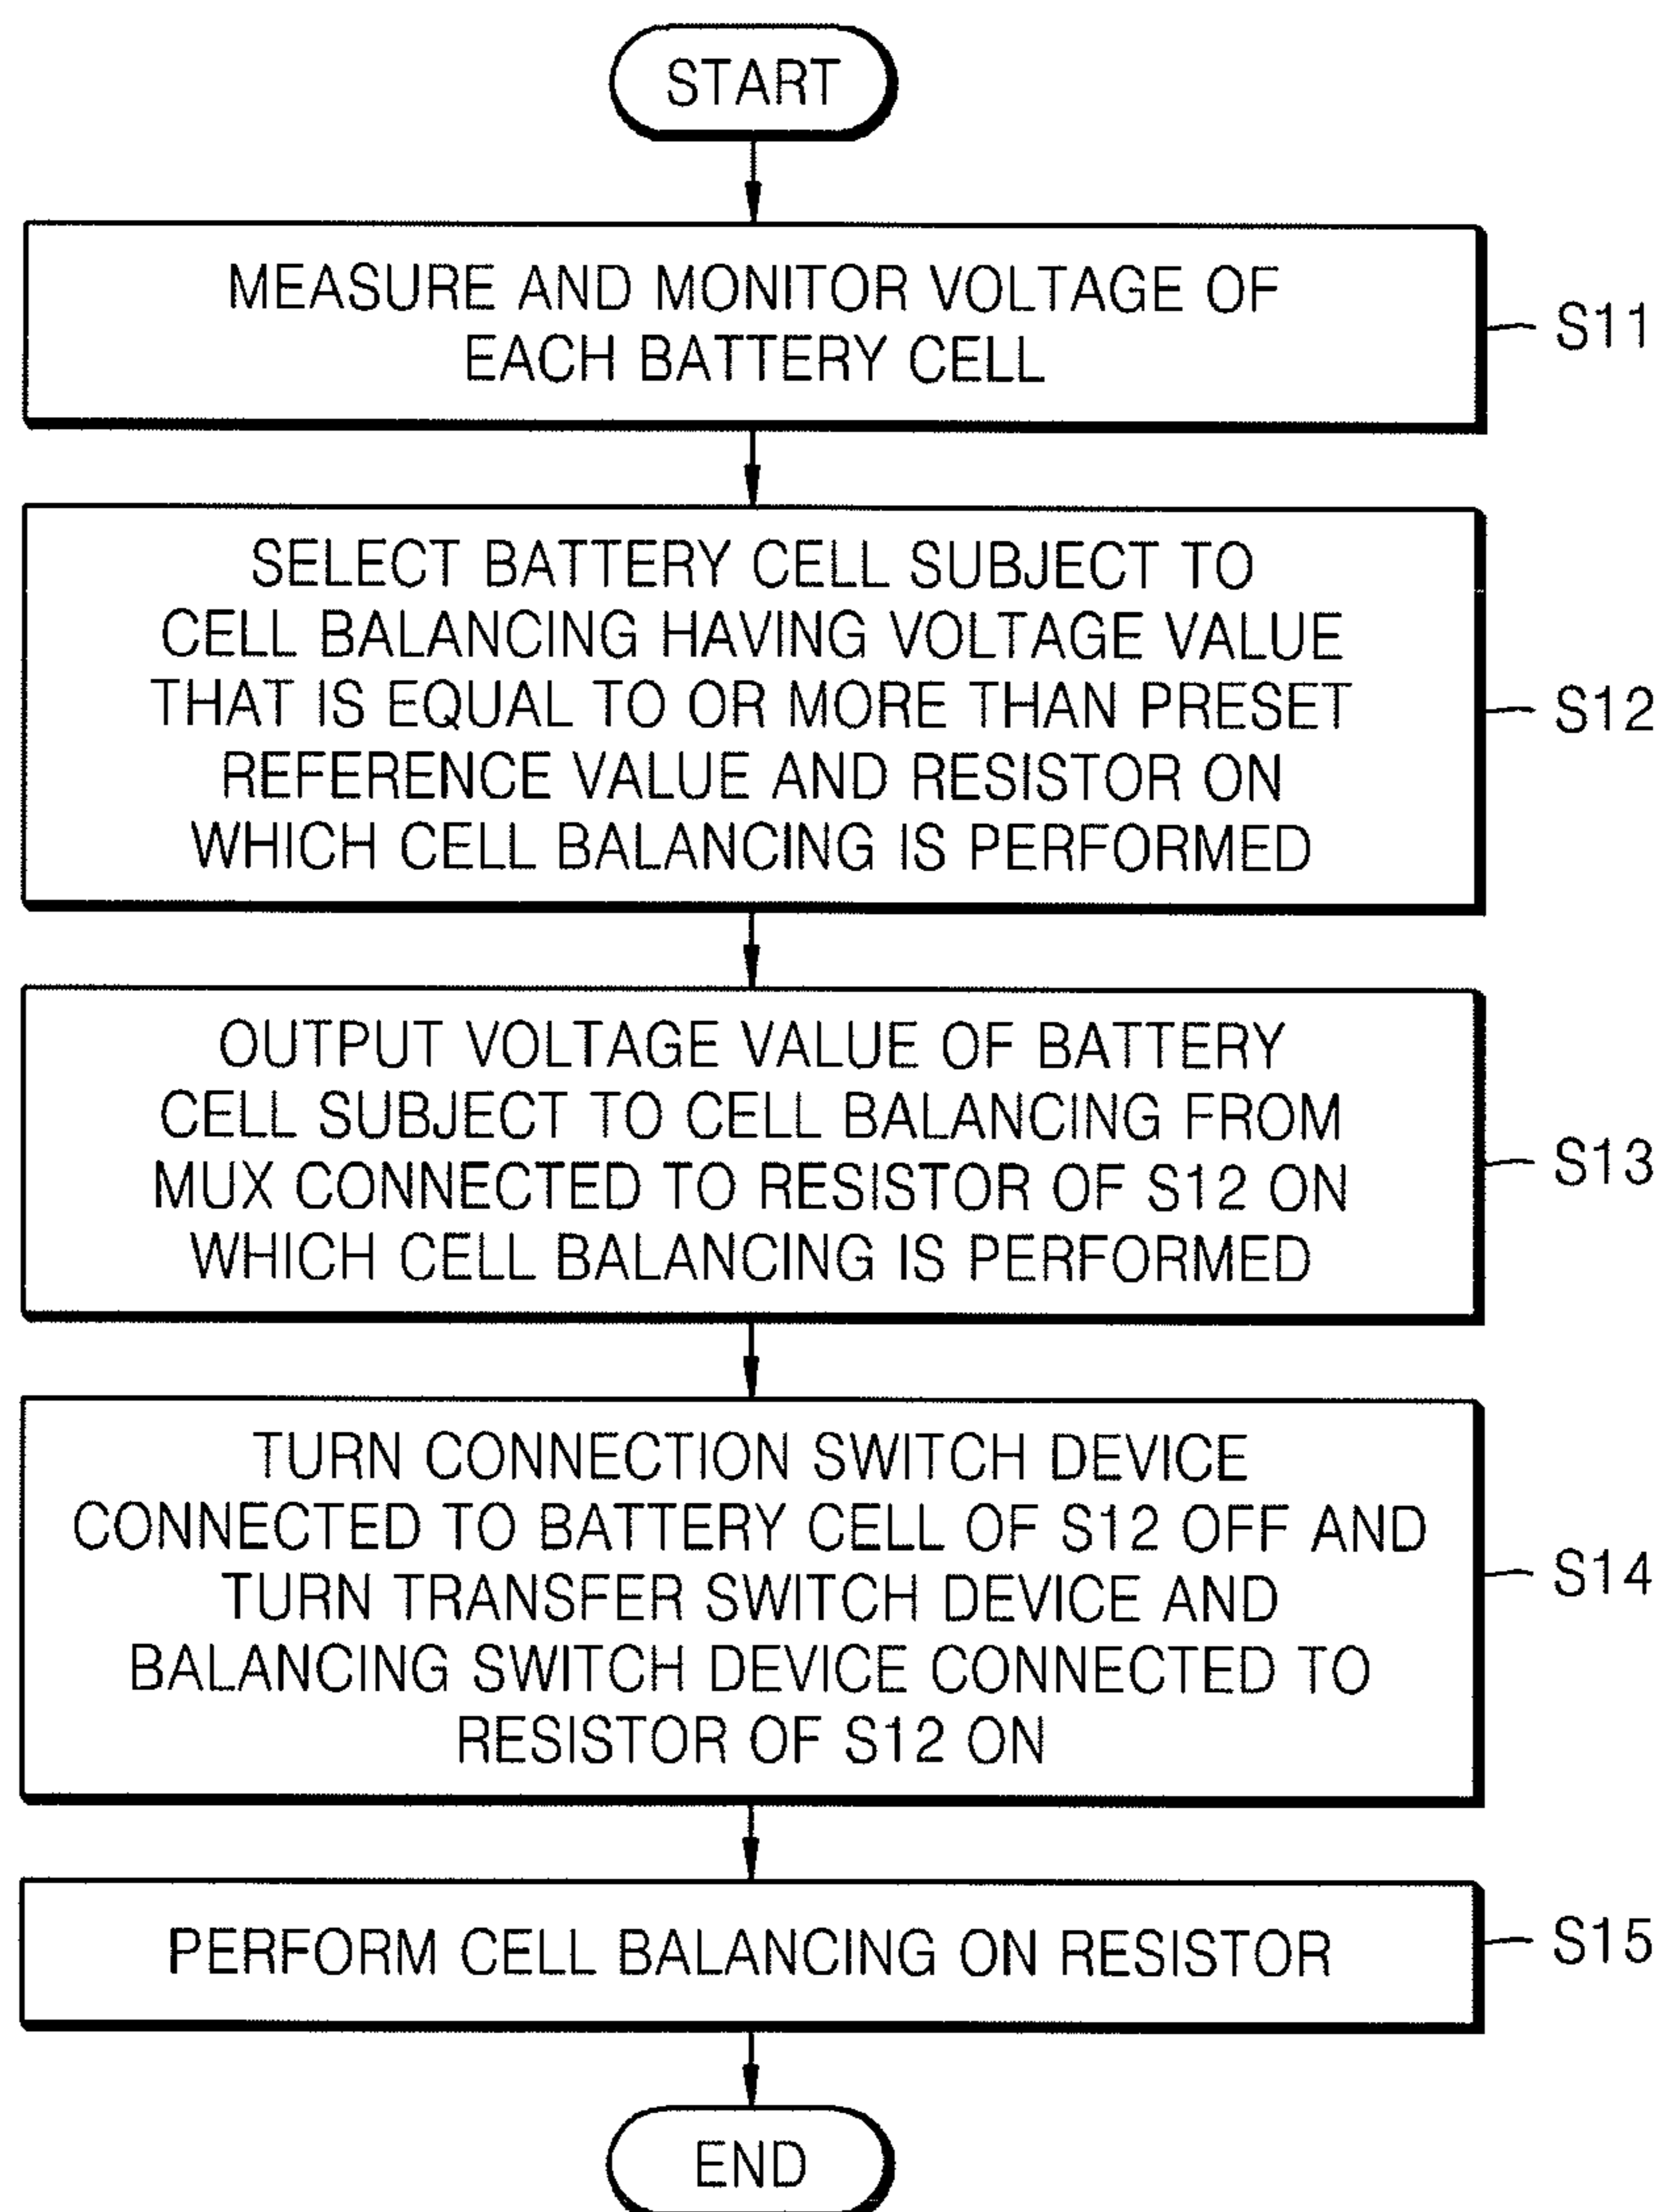 START
MEASURE AND MONITOR VOLTAGE OF
EACH BATTERY CELL
S11
SELECT BATTERY CELL SUBJECT TO
CELL BALANCING HAVING VOLTAGE VALUE
THAT IS EQUAL TO OR MORE THAN PRESET
REFERENCE VALUE AND RESISTOR ON
WHICH CELL BALANCING IS PERFORMED
S12
OUTPUT VOLTAGE VALUE OF BATTERY
CELL SUBJECT TO CELL BALANCING FROM
MUX CONNECTED TO RESISTOR OF S12 ON
WHICH CELL BALANCING IS PERFORMED
S13
TURN CONNECTION SWITCH DEVICE
CONNECTED TO BATTERY CELL OF S12 OFF AND
TURN TRANSFER SWITCH DEVICE AND
BALANCING SWITCH DEVICE CONNECTED TO
RESISTOR OF S12 ON
S14
PERFORM CELL BALANCING ON RESISTOR
S15
END